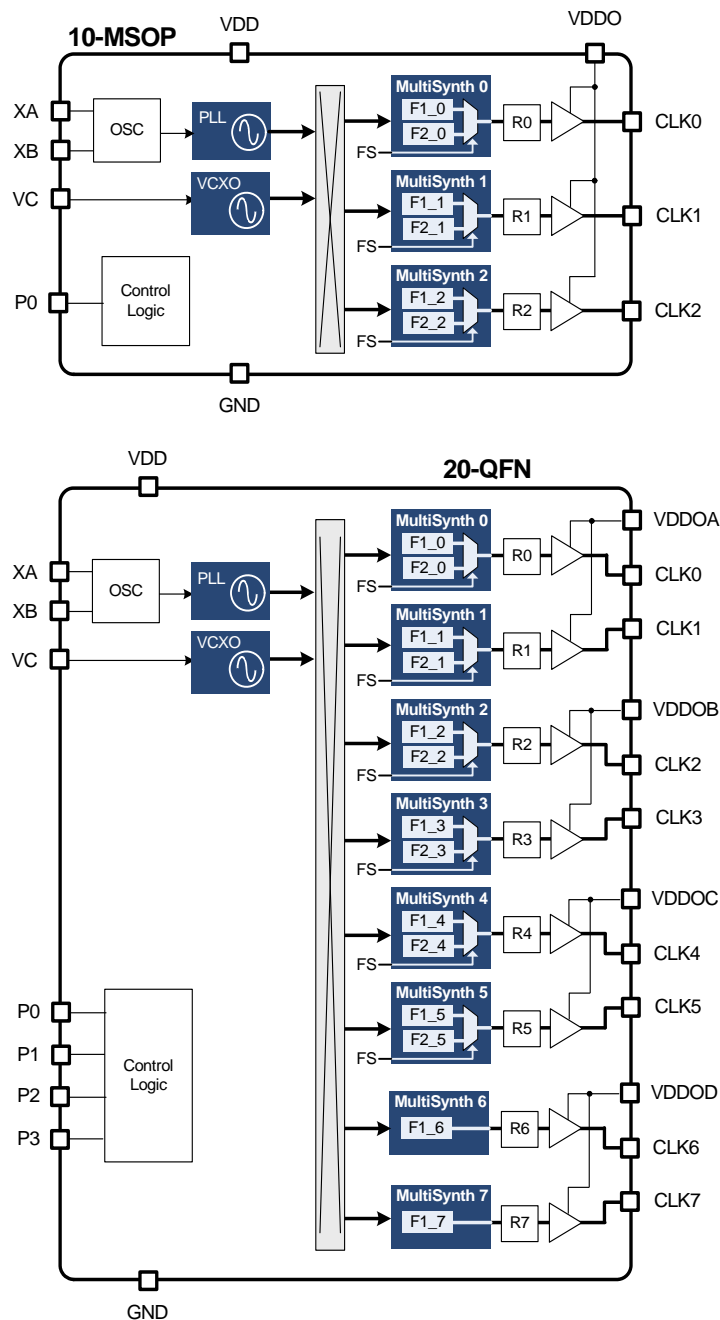 10-MSOP
VDD
VDDO
XA
XB
VC
P0
OSC
PLL
VCXO
Control
Logic
MultiSynth 0
F1_0
F2_0
FS
R0
CLK0
MultiSynth 1
F1_1
F2_1
FS
R1
CLK1
MultiSynth 2
F1_2
F2_2
FS
R2
CLK2
GND
VDD
20-QFN
XA
XB
VC
OSC
PLL
VCXO
MultiSynth 0
F1_0
F2_0
FS
R0
VDDOA
CLK0
MultiSynth 1
F1_1
F2_1
FS
R1
CLK1
MultiSynth 2
F1_2
F2_2
FS
R2
VDDOB
CLK2
MultiSynth 3
F1_3
F2_3
FS
R3
CLK3
MultiSynth 4
F1_4
F2_4
FS
R4
VDDOC
CLK4
MultiSynth 5
F1_5
F2_5
FS
R5
CLK5
P0
P1
P2
P3
Control
Logic
MultiSynth 6
F1_6
R6
VDDOD
CLK6
MultiSynth 7
F1_7
R7
CLK7
GND